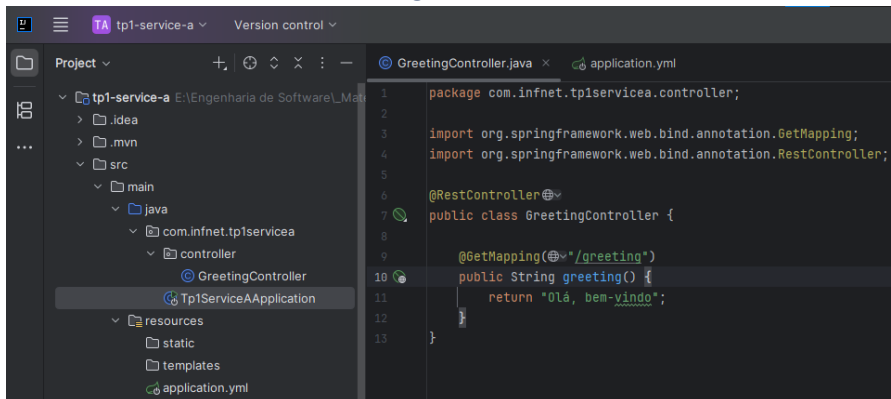 TA tp1-service-a Version control
Project
GreetingController.java × application.yml
tp1-service-a E:\Engenharia de Software\_Mate
.idea
.mvn
src
main
java
com.infnet.tp1servicea
controller
GreetingController
Tp1ServiceAApplication
resources
static
templates
application.yml
1 package com.infnet.tp1servicea.controller;
2
3 import org.springframework.web.bind.annotation.GetMapping;
4 import org.springframework.web.bind.annotation.RestController;
5
6 @RestController
7 public class GreetingController {
8
9 @GetMapping("/greeting")
10 public String greeting() {
11 return "Olá, bem-vindo";
12 }
13 }